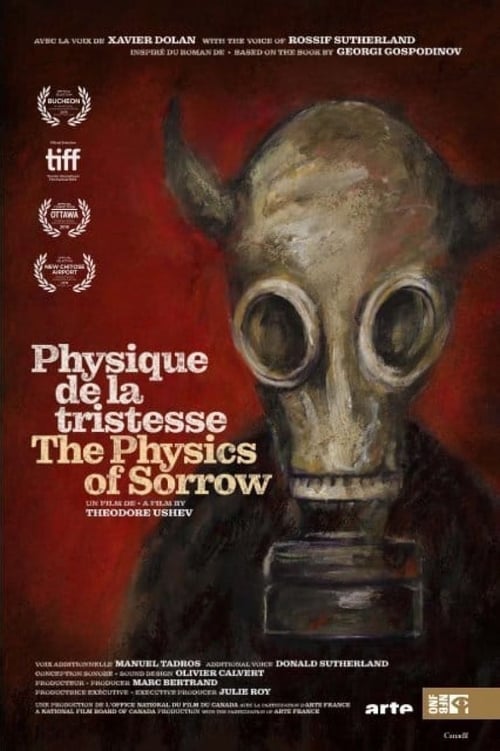 AVEC LA VOIX DE XAVIER DOLAN WITH THE VOICE OF ROSSIF SUTHERLAND
INSPIRÉ DU ROMAN DE • BASED ON THE BOOK BY GEORGI GOSPODINOV
OFFICIAL SELECTION
BUCHEON
tiff
OTTAWA
NEW CHITOSE
AIRPORT
Physique
de la
tristesse
The Physics
of Sorrow
UN FILM DE • A FILM BY
THEODORE USHEV
VOIX ADDITIONNELLE MANUEL TADROS ADDITIONAL VOICE DONALD SUTHERLAND
CONCEPTION SONORE • SOUND DESIGN OLIVIER CALVERT
PRODUCTEUR • PRODUCER MARC BERTRAND
PRODUCTRICE EXÉCUTIVE • EXECUTIVE PRODUCER JULIE ROY
UNE PRODUCTION DE L'OFFICE NATIONAL DU FILM DU CANADA AVEC LA PARTICIPATION D'ARTE FRANCE
A NATIONAL FILM BOARD OF CANADA PRODUCTION WITH THE PARTICIPATION OF ARTE FRANCE
arte
ONF
NFB
Canada